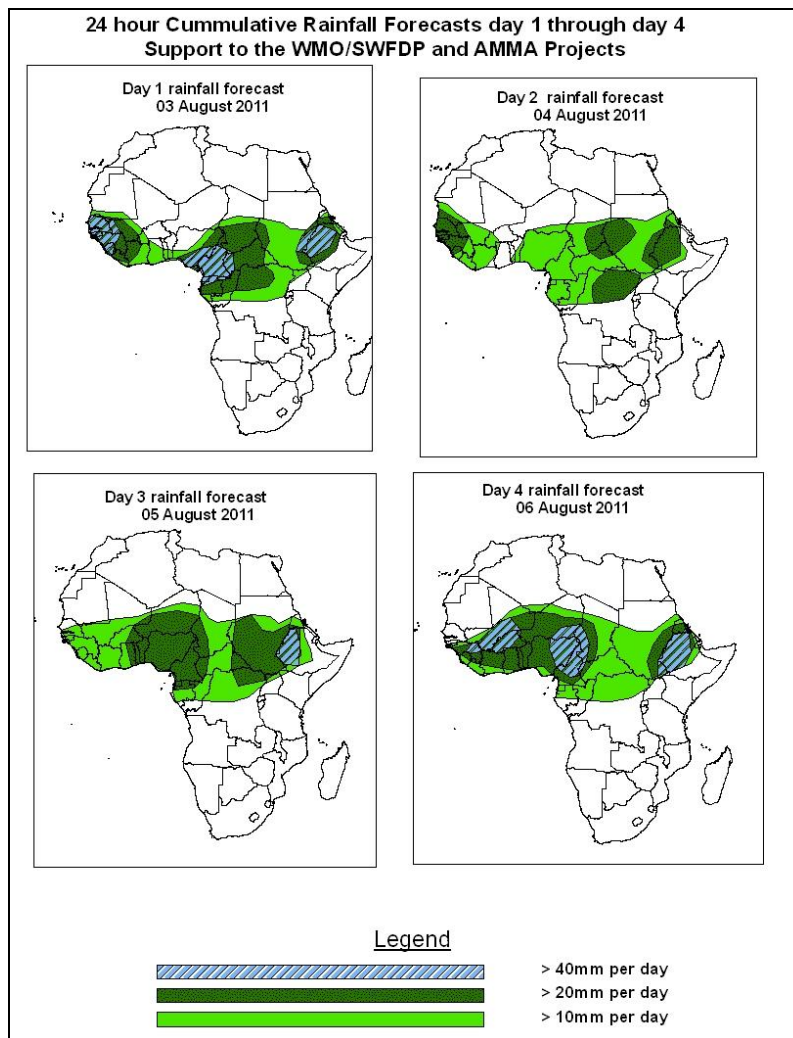 24 hour Cummulative Rainfall Forecasts day 1 through day 4
Support to the WMO/SWFDP and AMMA Projects
Day 1 rainfall forecast
03 August 2011
Day 2 rainfall forecast
04 August 2011
Day 3 rainfall forecast
05 August 2011
Day 4 rainfall forecast
06 August 2011
Legend
> 40mm per day
> 20mm per day
> 10mm per day